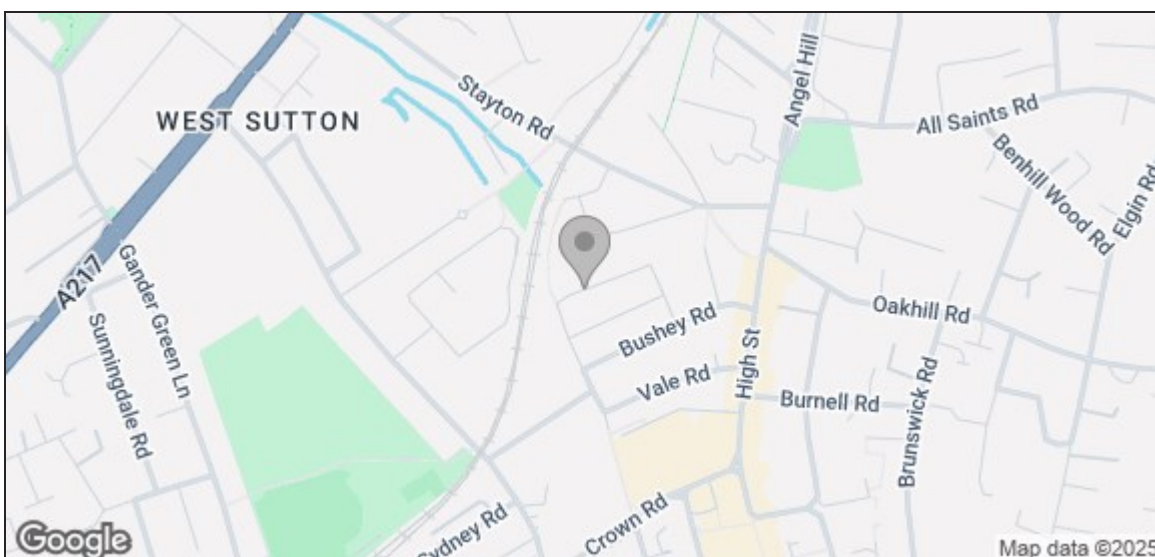 Angel Hill
All Saints Rd
Stayton Rd
WEST SUTTON
Benhill Wood Rd
Elgin Rd
A217
Gander Green Ln
Sunningdale Rd
Bushey Rd
Oakhill Rd
High St
Vale Rd
Burnell Rd
Brunswick Rd
Crown Rd
Sydney Rd
Google
Map data ©2025